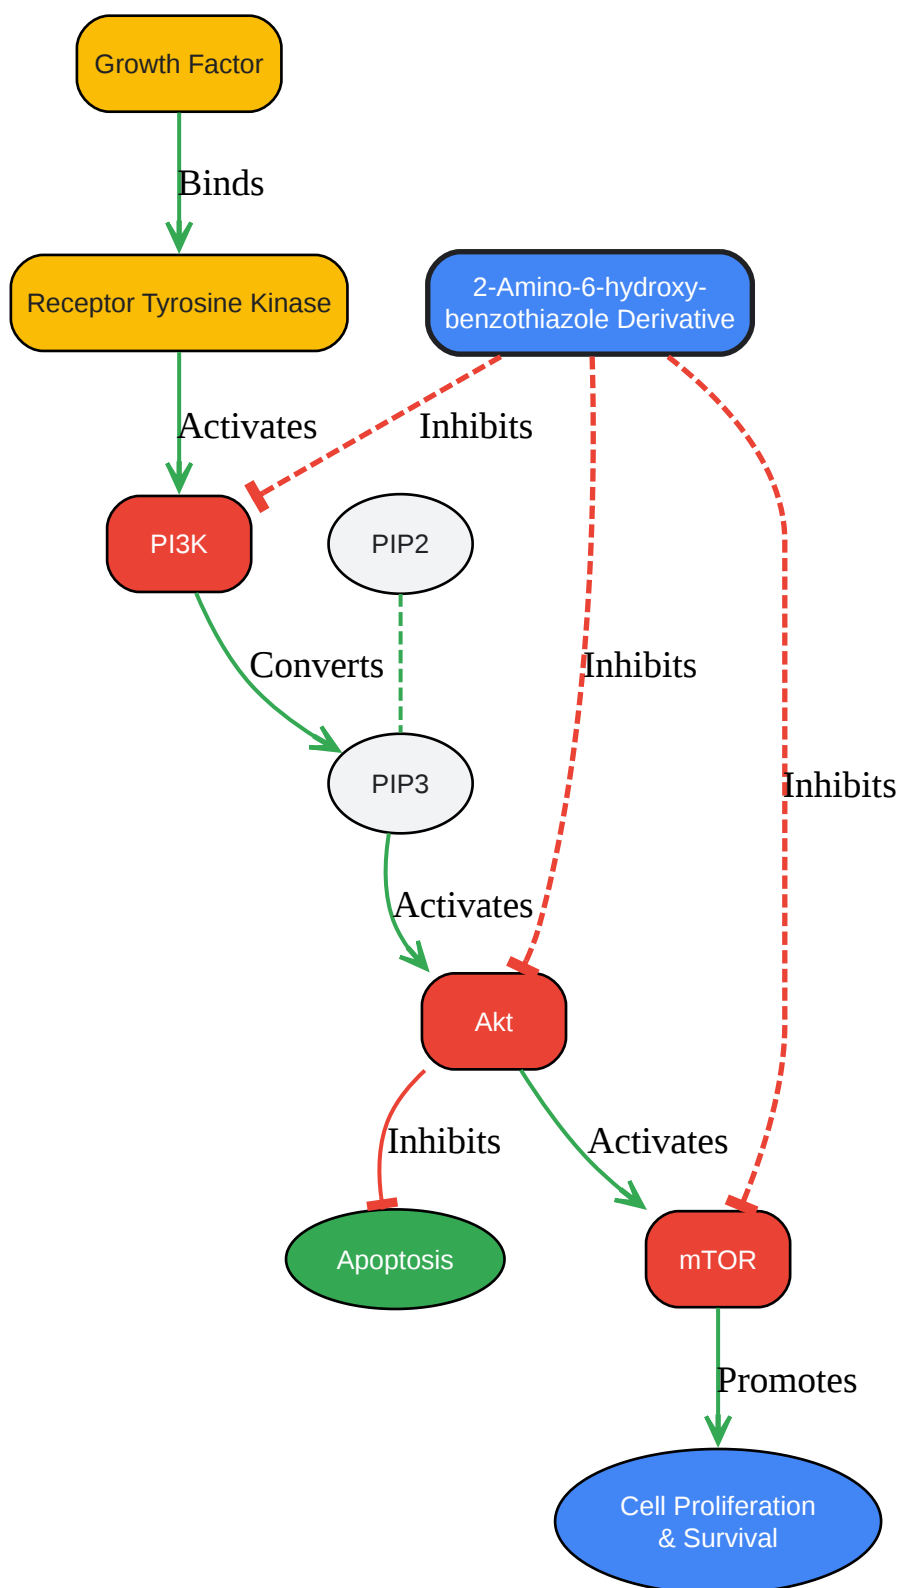 Growth Factor
Binds
Receptor Tyrosine Kinase
2-Amino-6-hydroxy-
benzothiazole Derivative
Activates
Inhibits
PI3K
PIP2
Converts
Inhibits
PIP3
Inhibits
Activates
Akt
Inhibits
Activates
Apoptosis
mTOR
Promotes
Cell Proliferation
& Survival